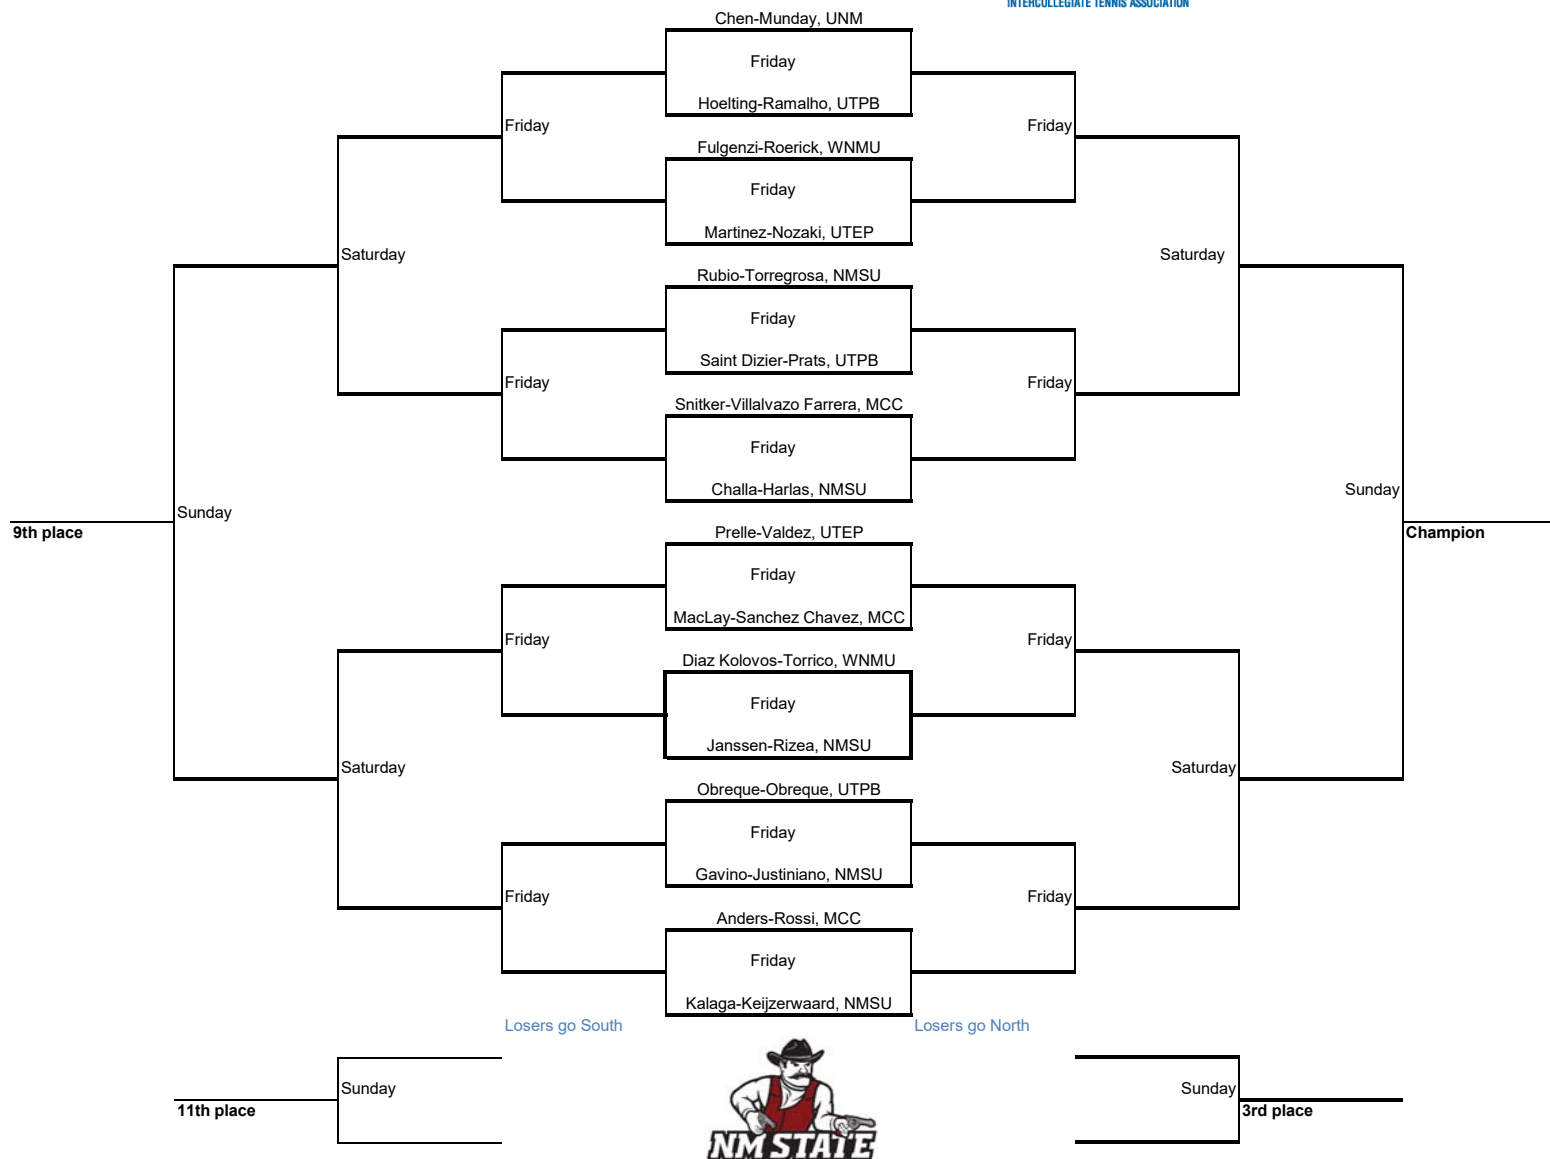 INTERCOLLEGIATE TENNIS ASSOCIATION
Chen-Munday, UNM
Friday
Hoelting-Ramalho, UTPB
Friday
Friday
Fulgenzi-Roerick, WNMU
Friday
Martinez-Nozaki, UTEP
Saturday
Saturday
Rubio-Torregrosa, NMSU
Friday
Saint Dizier-Prats, UTPB
Friday
Friday
Snitker-Villalvazo Farrera, MCC
Friday
Challa-Harlas, NMSU
Sunday
Sunday
9th place
Champion
Prelle-Valdez, UTEP
Friday
MacLay-Sanchez Chavez, MCC
Friday
Friday
Diaz Kolovos-Torrico, WNMU
Friday
Janssen-Rizea, NMSU
Saturday
Saturday
Obreque-Obreque, UTPB
Friday
Gavino-Justiniano, NMSU
Friday
Friday
Anders-Rossi, MCC
Friday
Kalaga-Keijzerwaard, NMSU
Losers go South
Losers go North
Sunday
Sunday
11th place
3rd place
NM STATE